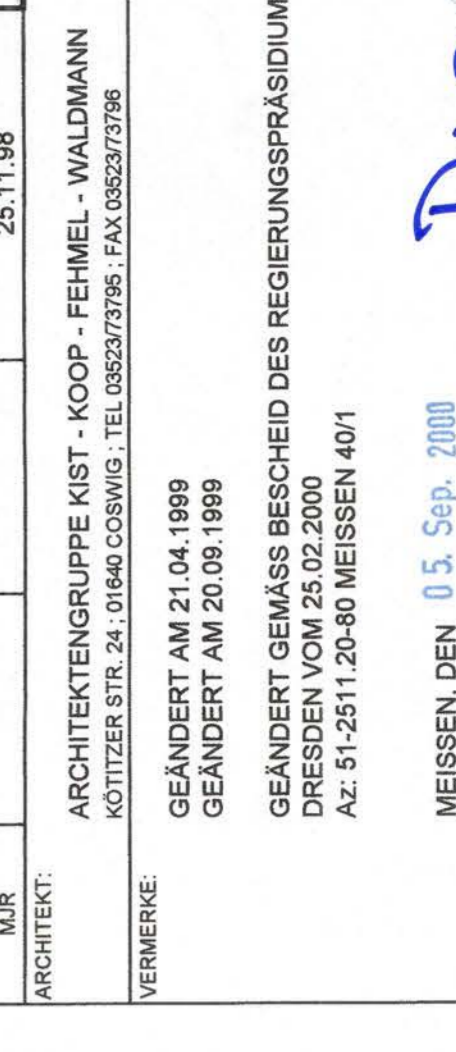 MJR
25.11.98
ARCHITEKT:
ARCHITEKTENGRUPPE KIST - KOOP - FEHMEL - WALDMANN
KÖTITZER STR. 24 ; 01640 COSWIG ; TEL 03523/73795 ; FAX 03523/73796
VERMERKE:
GEÄNDERT AM 21.04.1999
GEÄNDERT AM 20.09.1999
GEÄNDERT GEMÄSS BESCHEID DES REGIERUNGSPRÄSIDIUM
DRESDEN VOM 25.02.2000
Az: 51-2511.20-80 MEISSEN 40/1
MEISSEN, DEN 05. Sep. 2000